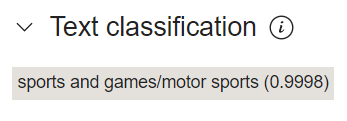 Text classification
sports and games/motor sports (0.9998)